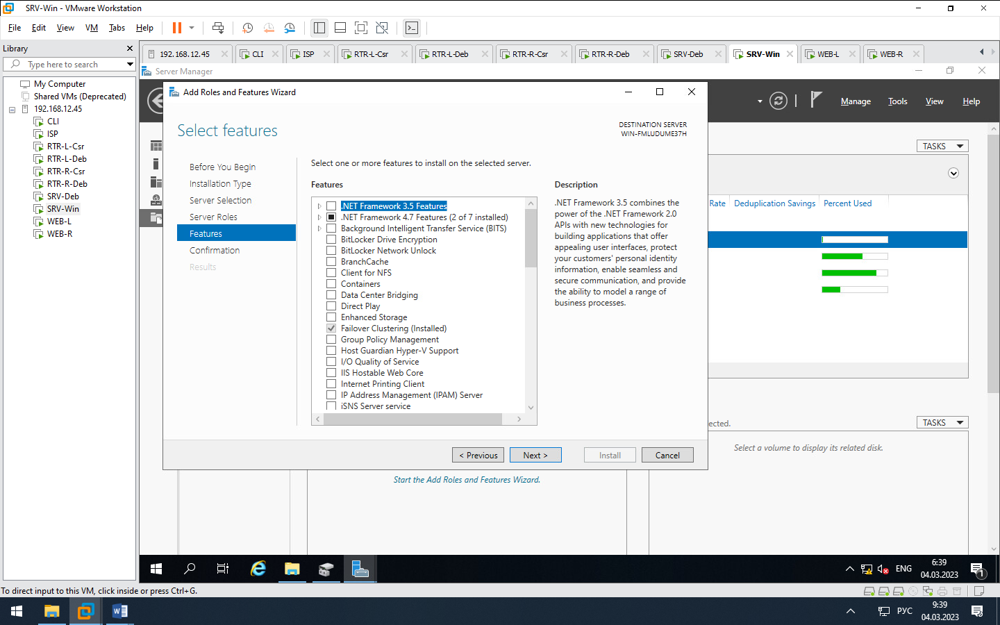 SRV-Win - VMware Workstation
File Edit View VM Tabs Help
Library
Type here to search
My Computer
Shared VMs (Deprecated)
192.168.12.45
CLI
ISP
RTR-L-Csr
RTR-L-Deb
RTR-R-Csr
RTR-R-Deb
SRV-Deb
SRV-Win
WEB-L
WEB-R
192.168.12.45 CLI ISP RTR-L-Csr RTR-L-Deb RTR-R-Csr RTR-R-Deb SRV-Deb SRV-Win WEB-L WEB-R
Server Manager
Manage Tools View Help
TASKS
Rate Deduplication Savings Percent Used
ected.
TASKS
Select a volume to display its related disk.
Start the Add Roles and Features Wizard.
Add Roles and Features Wizard
Select features
DESTINATION SERVER
WIN-FMLUDUME37H
Before You Begin
Installation Type
Server Selection
Server Roles
Features
Confirmation
Results
Select one or more features to install on the selected server.
Features
.NET Framework 3.5 Features
.NET Framework 4.7 Features (2 of 7 installed)
Background Intelligent Transfer Service (BITS)
BitLocker Drive Encryption
BitLocker Network Unlock
BranchCache
Client for NFS
Containers
Data Center Bridging
Direct Play
Enhanced Storage
Failover Clustering (Installed)
Group Policy Management
Host Guardian Hyper-V Support
I/O Quality of Service
IIS Hostable Web Core
Internet Printing Client
IP Address Management (IPAM) Server
iSNS Server service
Description
.NET Framework 3.5 combines the
power of the .NET Framework 2.0
APIs with new technologies for
building applications that offer
appealing user interfaces, protect
your customers' personal identity
information, enable seamless and
secure communication, and provide
the ability to model a range of
business processes.
< Previous Next > Install Cancel
ENG
6:39
04.03.2023
1
To direct input to this VM, click inside or press Ctrl+G.
РУС
9:39
04.03.2023